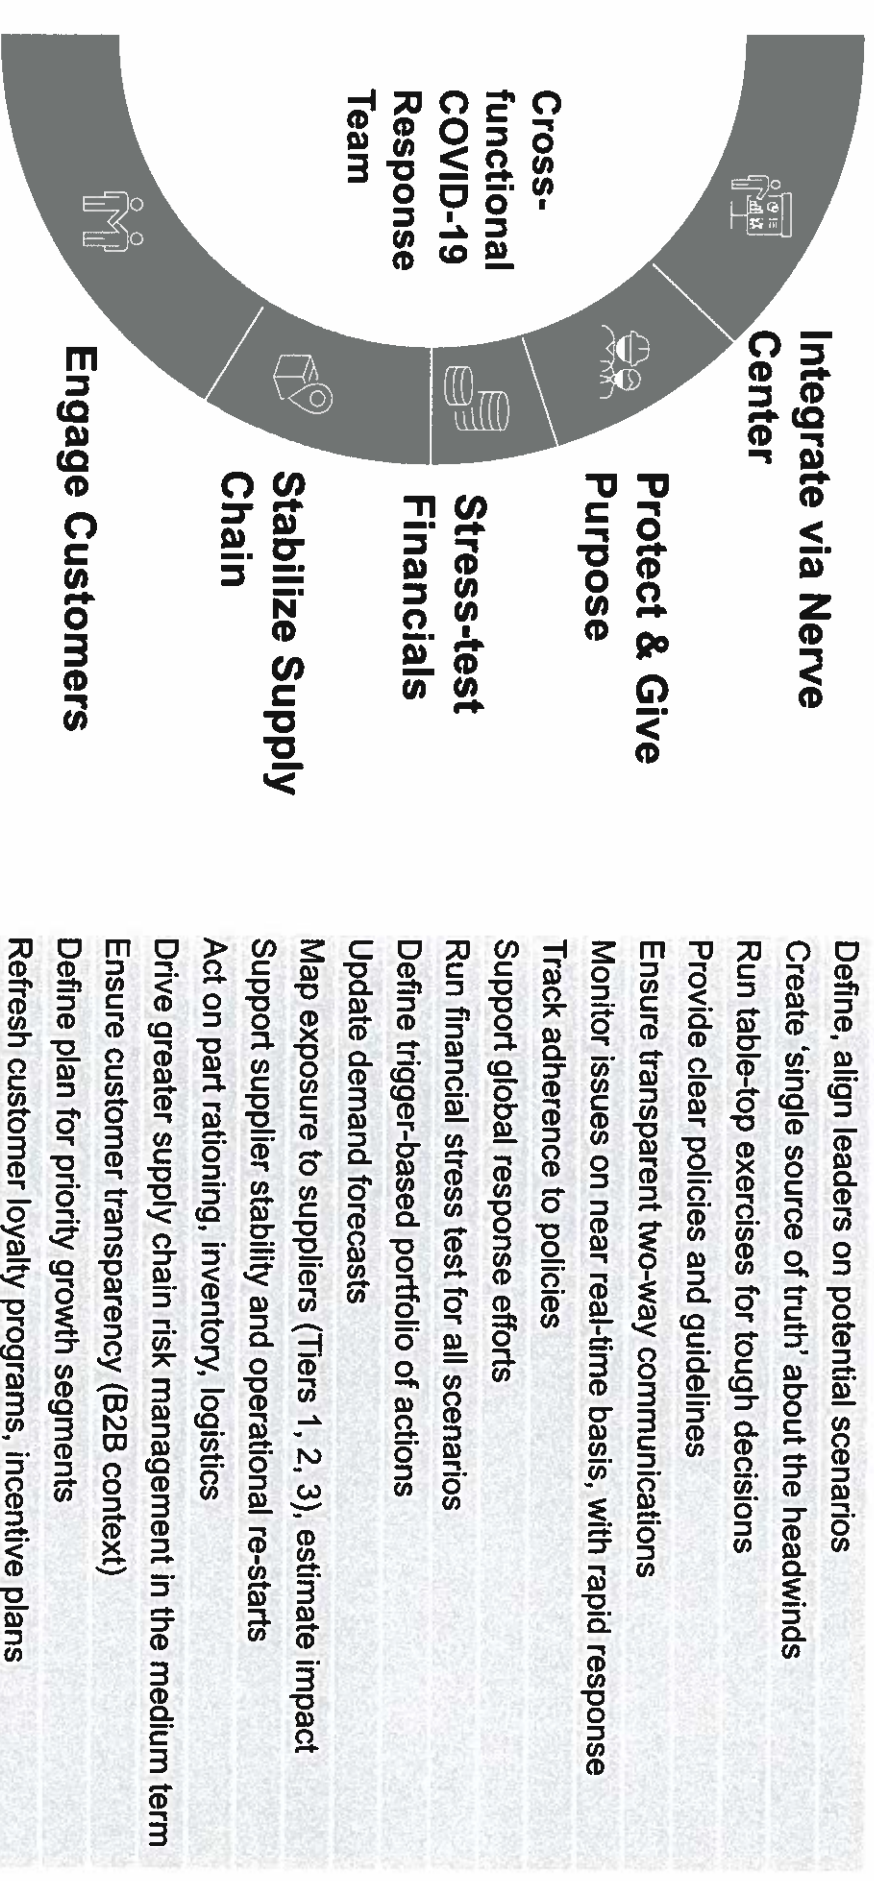 Cross-
functional
COVID-19
Response
Team
Integrate via Nerve
Center
Protect & Give
Purpose
Stress-test
Financials
Stabilize Supply
Chain
Engage Customers
Define, align leaders on potential scenarios
Create ‘single source of truth’ about the headwinds
Run table-top exercises for tough decisions
Provide clear policies and guidelines
Ensure transparent two-way communications
Monitor issues on near real-time basis, with rapid response
Track adherence to policies
Support global response efforts
Run financial stress test for all scenarios
Define trigger-based portfolio of actions
Update demand forecasts
Map exposure to suppliers (Tiers 1, 2, 3), estimate impact
Support supplier stability and operational re-starts
Act on part rationing, inventory, logistics
Drive greater supply chain risk management in the medium term
Ensure customer transparency (B2B context)
Define plan for priority growth segments
Refresh customer loyalty programs, incentive plans